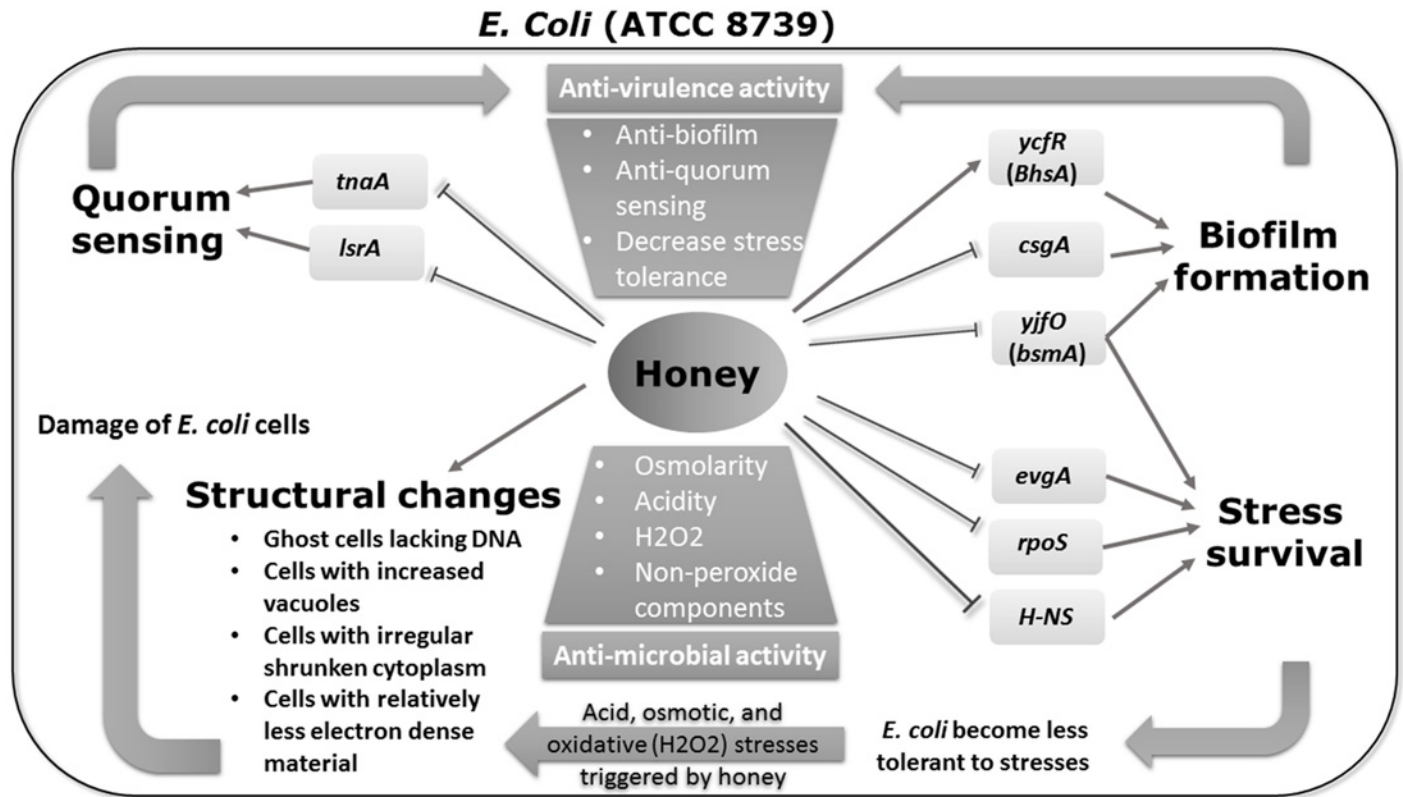 E. Coli (ATCC 8739)
Anti-virulence activity
• Anti-biofilm
• Anti-quorum
sensing
• Decrease stress
tolerance
Quorum
sensing
tnaA
lsrA
ycfR
(BhsA)
csgA
yjfO
(bsmA)
Biofilm
formation
Honey
Damage of E. coli cells
Structural changes
• Ghost cells lacking DNA
• Cells with increased
vacuoles
• Cells with irregular
shrunken cytoplasm
• Cells with relatively
less electron dense
material
• Osmolarity
• Acidity
• H2O2
• Non-peroxide
components
Anti-microbial activity
evgA
rpoS
H-NS
Stress
survival
Acid, osmotic, and
oxidative (H2O2) stresses
triggered by honey
E. coli become less
tolerant to stresses